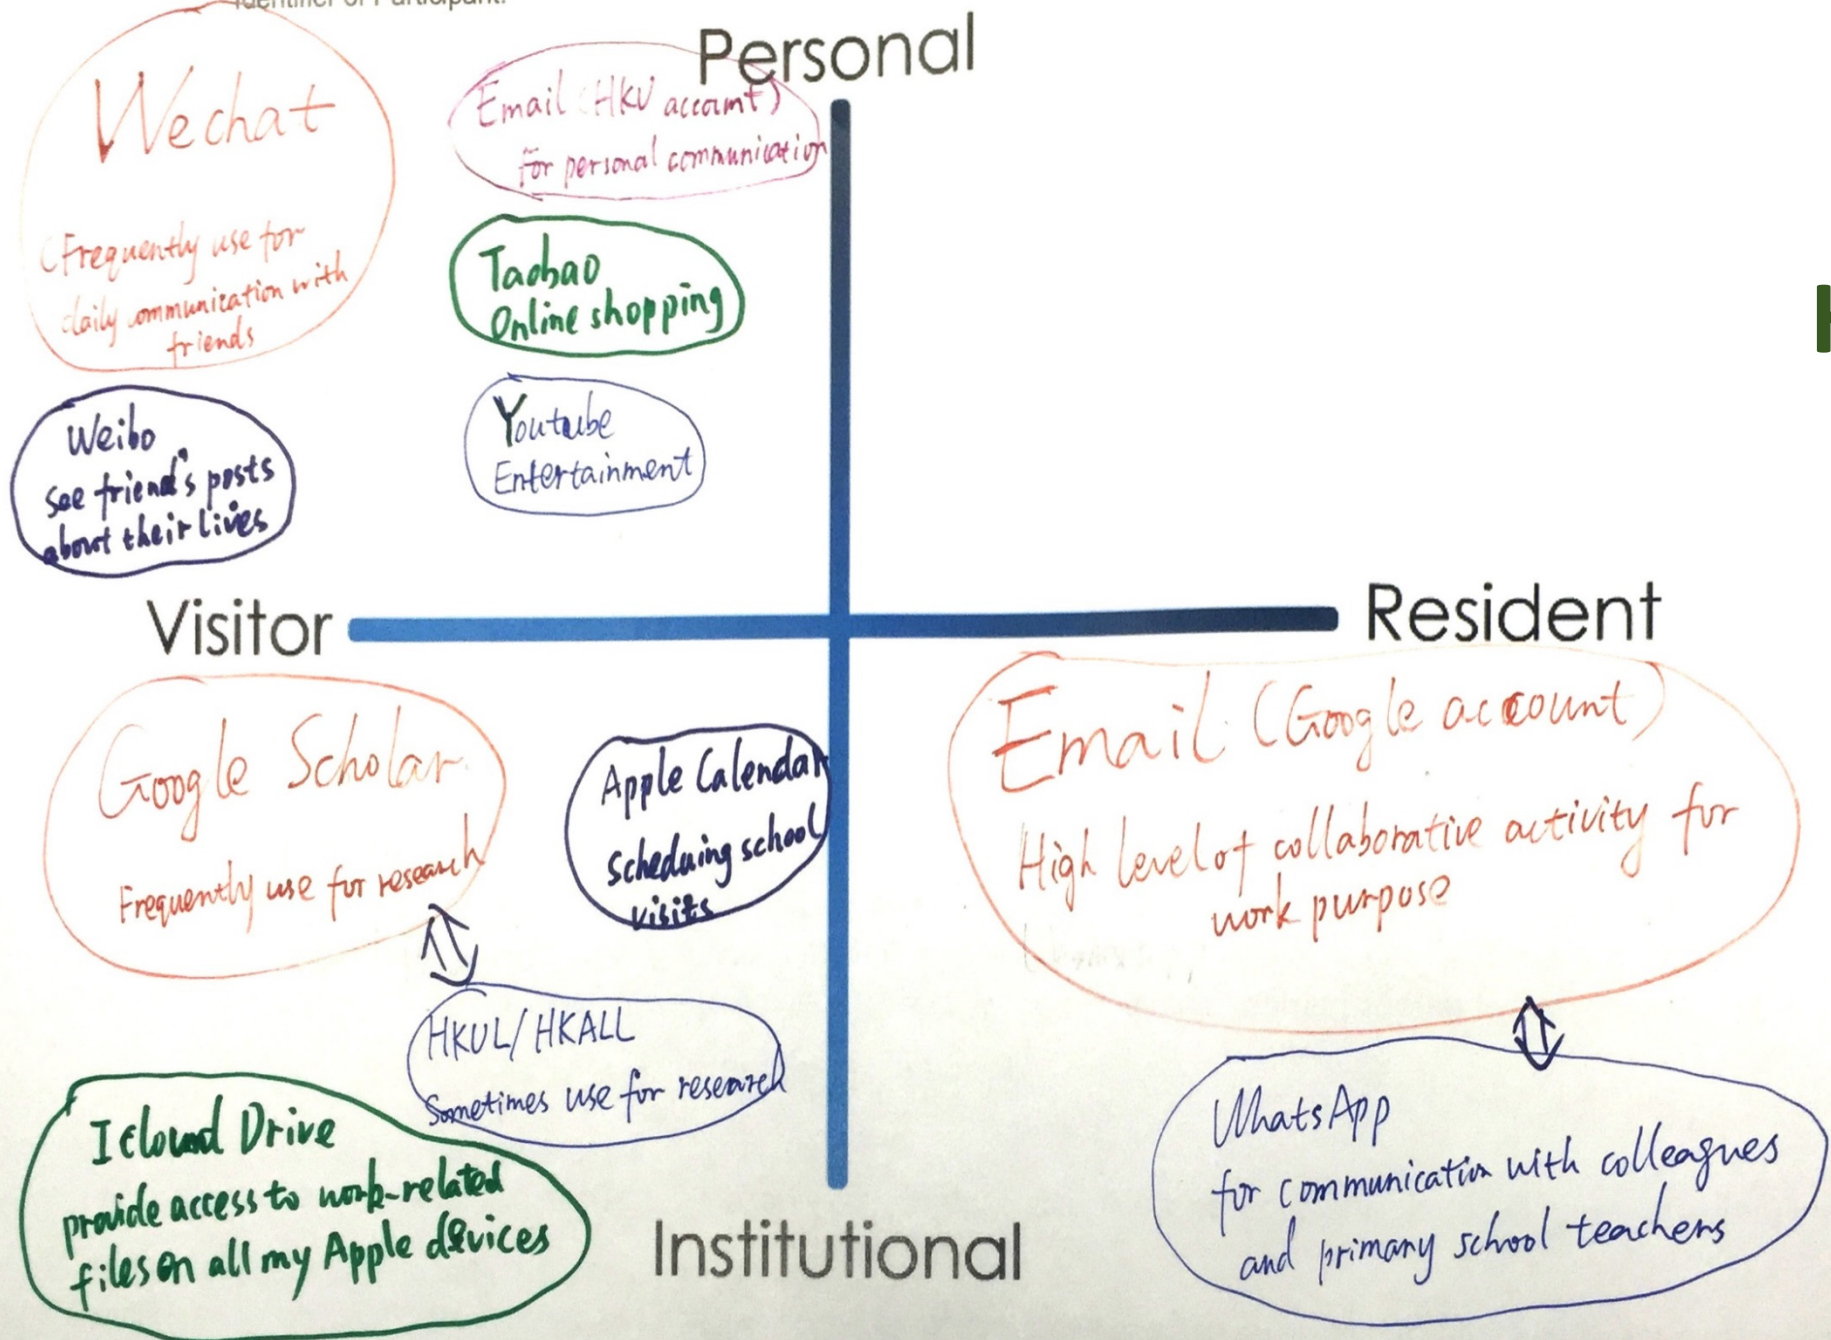 Identifier of Participant:
Personal
Wechat
(Frequently use for
daily communication with
friends
Email (HKU account)
for personal communication
Taobao
Online shopping
Youtube
Entertainment
Weibo
See friend's posts
about their lives
Visitor
Resident
Google Scholar
Frequently use for research
Apple Calendar
Scheduing school
visits
Email (Google account)
High level of collaborative activity for
work purpose
HKUL/HKALL
Sometimes use for research
ICloud Drive
provide access to work-related
files on all my Apple devices
WhatsApp
for communication with colleagues
and primary school teachers
Institutional